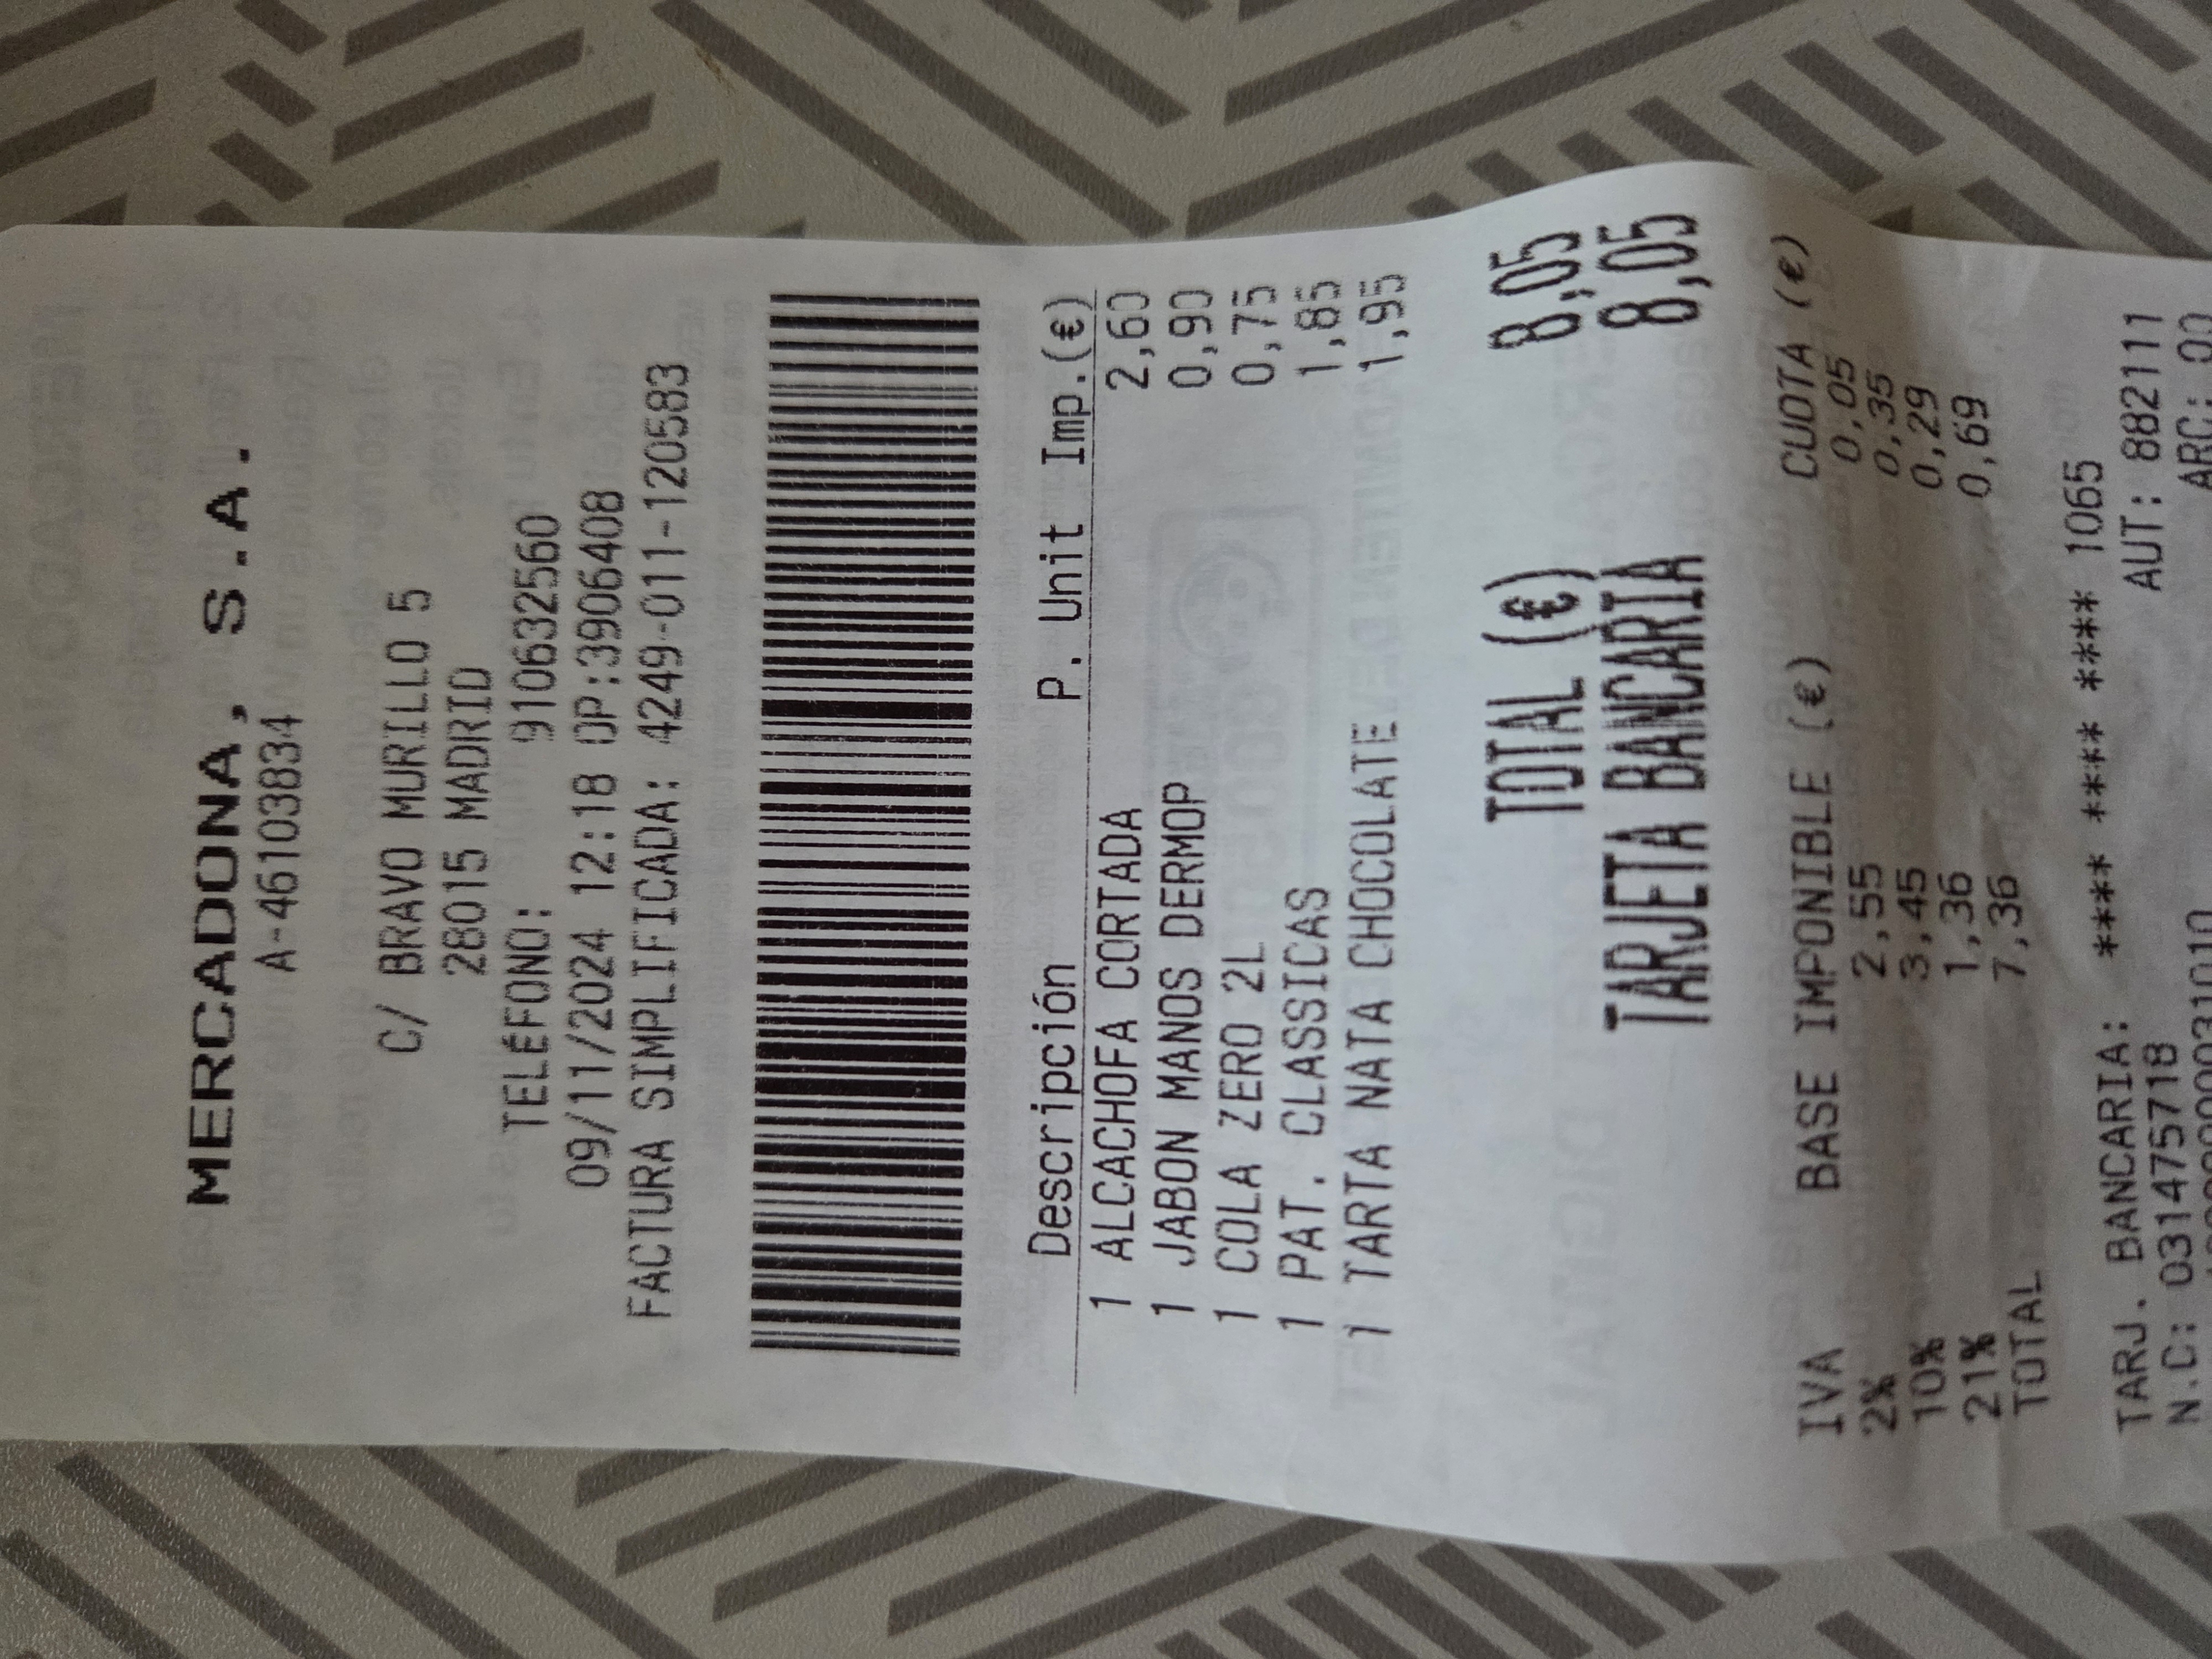 MERCADONA, S.A.
A-46103834
C/ BRAVO MURILLO 5
28015 MADRID
TELÉFONO: 910632560
09/11/2024 12:18 OP:3906408
FACTURA SIMPLIFICADA: 4249-011-120583
Descripción P. Unit Imp.(€)
1 ALCACHOFA CORTADA 2,60
1 JABON MANOS DERMOP 0,90
1 COLA ZERO 2L 0,75
1 PAT. CLASSICAS 1,85
1 TARTA NATA CHOCOLATE 1,95
TOTAL (€) 8,05
TARJETA BANCARIA 8,05
IVA BASE IMPONIBLE (€) CUOTA (€)
2% 2,55 0,05
10% 3,45 0,35
21% 1,36 0,29
TOTAL 7,36 0,69
TARJ. BANCARIA: **** **** **** 1065
N.C: 031475718 AUT: 882111
ARC: 00